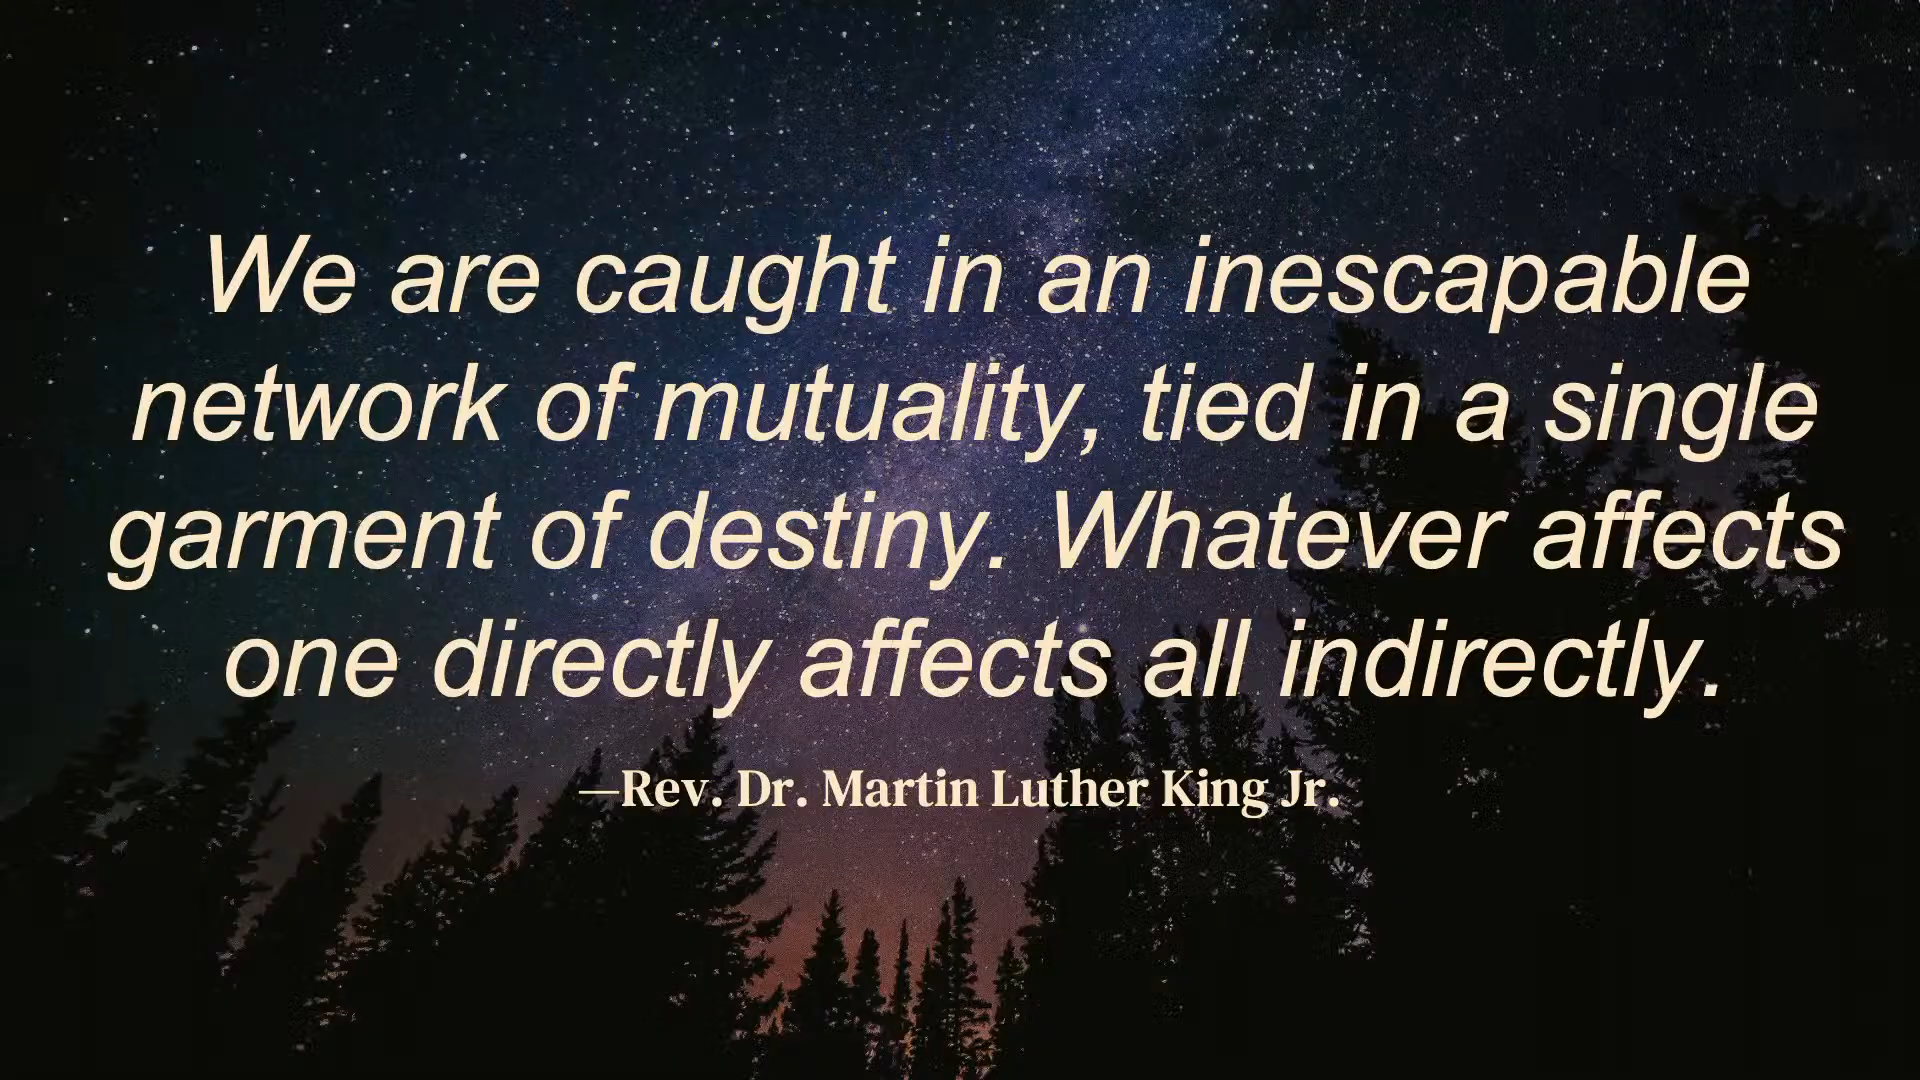 We are caught in an inescapable
network of mutuality, tied in a single
garment of destiny. Whatever affects
one directly affects all indirectly.
—Rev. Dr. Martin Luther King Jr.